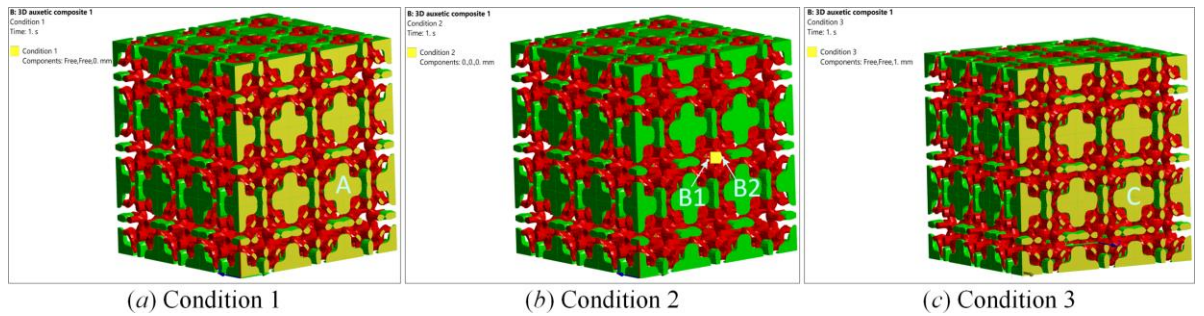 B: 3D auxetic composite 1
Condition 1
Time: 1. s
Condition 1
Components: Free,Free,0. mm
A
(a) Condition 1
B: 3D auxetic composite 1
Condition 2
Time: 1. s
Condition 2
Components: 0.,0.,0. mm
B1 B2
(b) Condition 2
B: 3D auxetic composite 1
Condition 3
Time: 1. s
Condition 3
Components: Free,Free,1. mm
C
(c) Condition 3